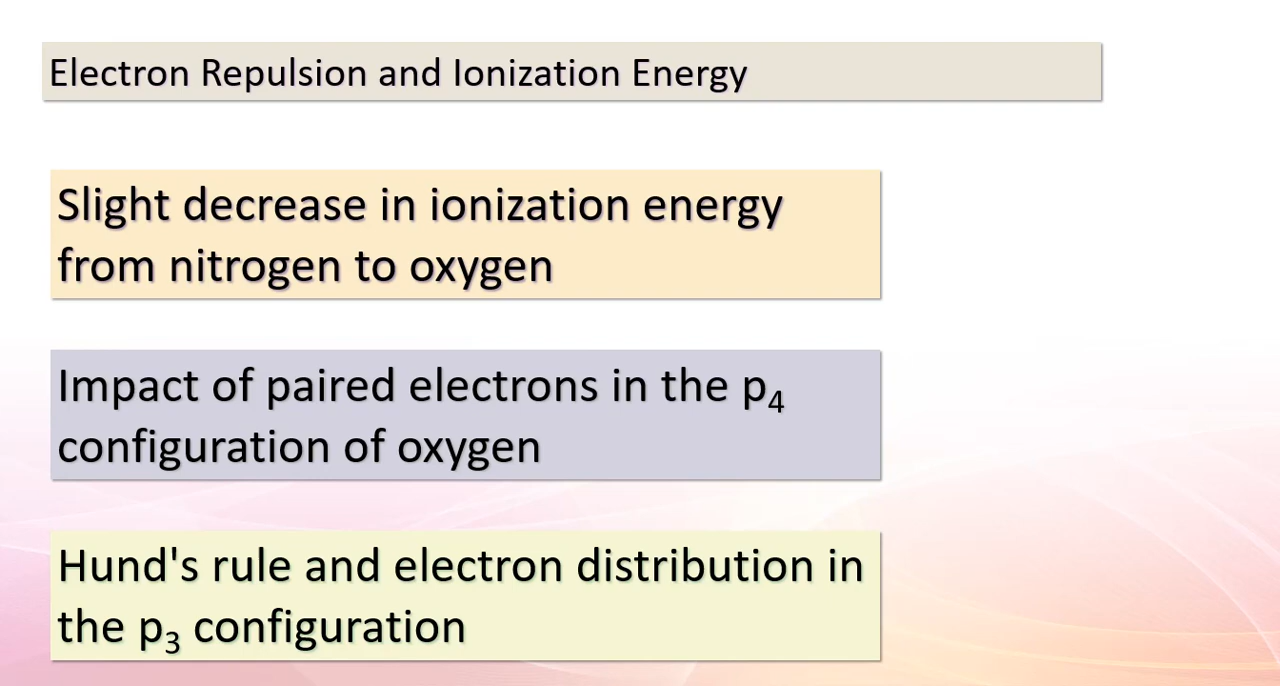 Electron Repulsion and Ionization Energy
Slight decrease in ionization energy
from nitrogen to oxygen
Impact of paired electrons in the p₄
configuration of oxygen
Hund's rule and electron distribution in
the p₃ configuration